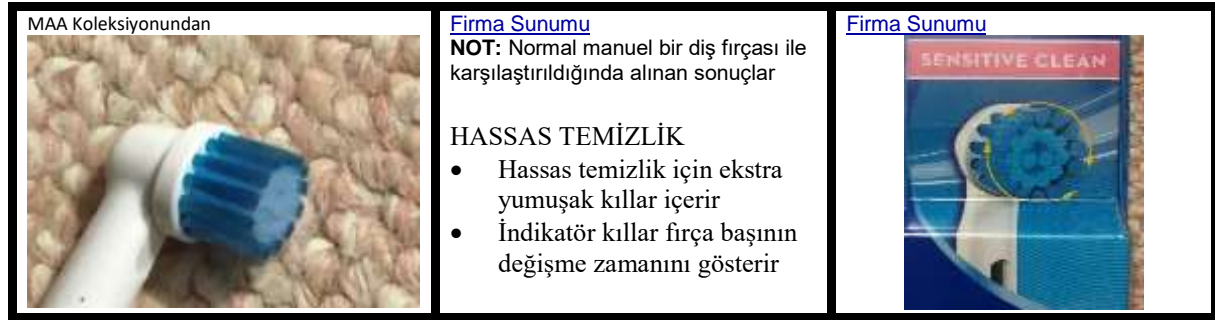 MAA Koleksiyonundan
Firma Sunumu
NOT: Normal manuel bir diş fırçası ile
karşılaştırıldığında alınan sonuçlar
HASSAS TEMİZLİK
• Hassas temizlik için ekstra
yumuşak kıllar içerir
• İndikatör kıllar fırça başının
değişme zamanını gösterir
Firma Sunumu
SENSITIVE CLEAN